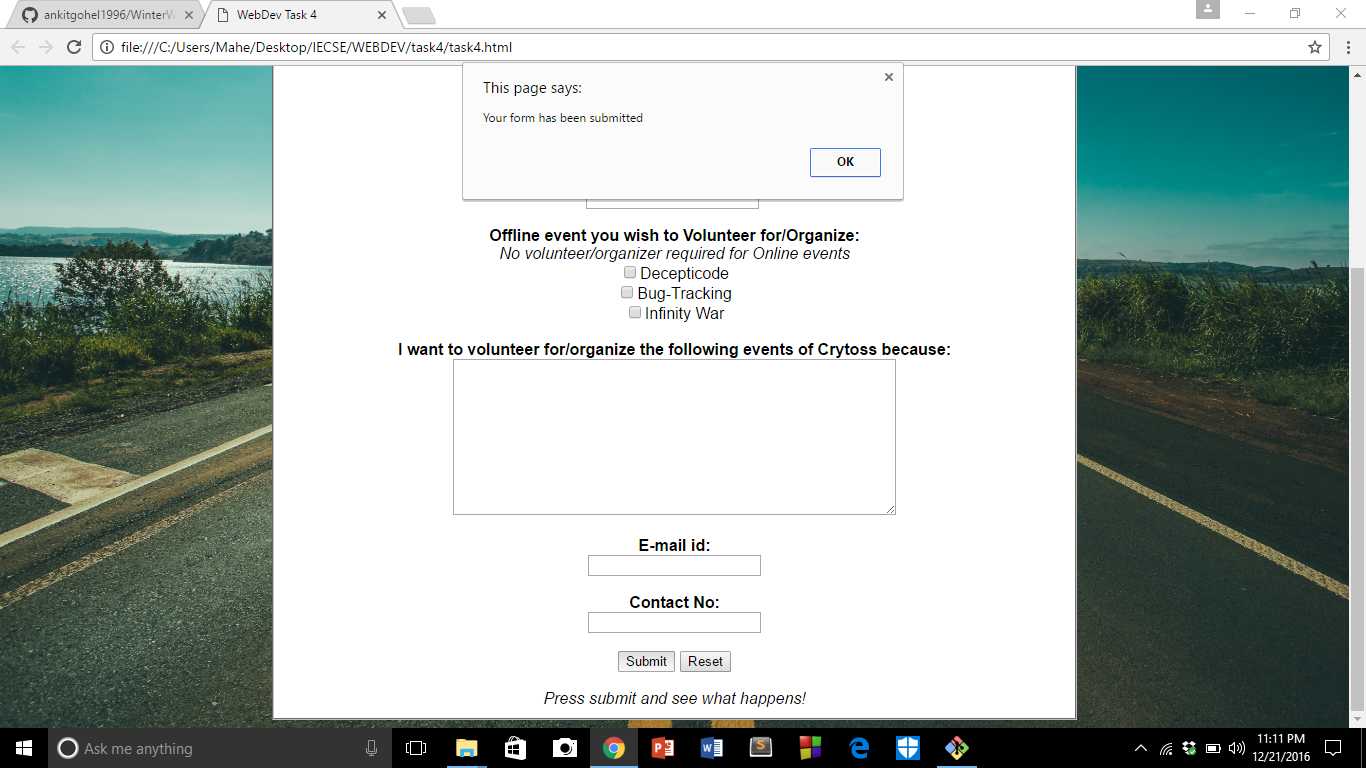 ankitgohel1996/WinterW
WebDev Task 4
file:///C:/Users/Mahe/Desktop/IECSE/WEBDEV/task4/task4.html
This page says:
Your form has been submitted
OK
Offline event you wish to Volunteer for/Organize:
No volunteer/organizer required for Online events
Decepticode
Bug-Tracking
Infinity War
I want to volunteer for/organize the following events of Crytoss because:
E-mail id:
Contact No:
Submit Reset
Press submit and see what happens!
Ask me anything
11:11 PM
12/21/2016